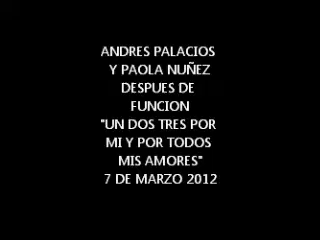 ANDRES PALACIOS
Y PAOLA NUÑEZ
DESPUES DE
FUNCION
"UN DOS TRES POR
MI Y POR TODOS
MIS AMORES"
7 DE MARZO 2012